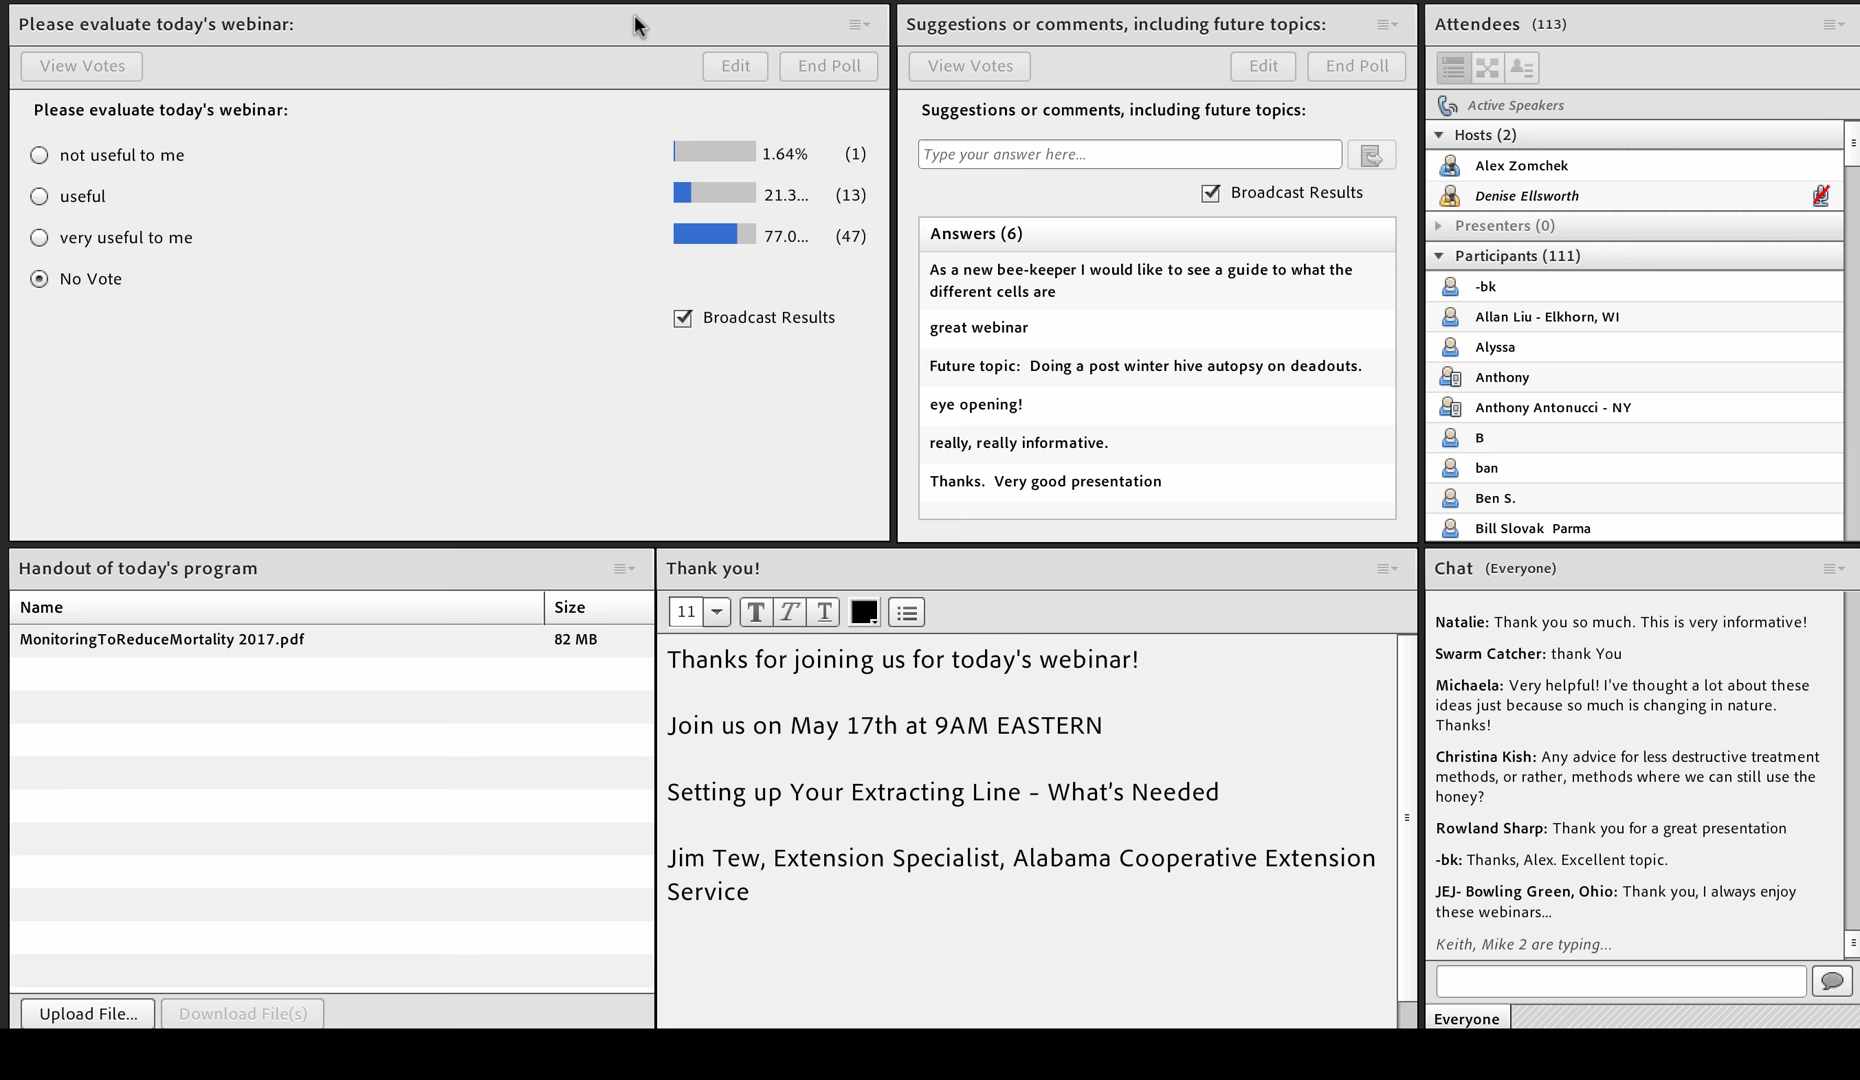 Please evaluate today's webinar:
View Votes
Edit
End Poll
Please evaluate today's webinar:
not useful to me 1.64% (1)
useful 21.3... (13)
very useful to me 77.0... (47)
No Vote
Broadcast Results
Suggestions or comments, including future topics:
View Votes
Edit
End Poll
Suggestions or comments, including future topics:
Type your answer here...
Broadcast Results
Answers (6)
As a new bee-keeper I would like to see a guide to what the
different cells are
great webinar
Future topic:  Doing a post winter hive autopsy on deadouts.
eye opening!
really, really informative.
Thanks.  Very good presentation
Attendees (113)
Active Speakers
Hosts (2)
Alex Zomchek
Denise Ellsworth
Presenters (0)
Participants (111)
-bk
Allan Liu - Elkhorn, WI
Alyssa
Anthony
Anthony Antonucci - NY
B
ban
Ben S.
Bill Slovak  Parma
Handout of today's program
Name Size
MonitoringToReduceMortality 2017.pdf 82 MB
Upload File...
Download File(s)
Thank you!
11 T T T
Thanks for joining us for today's webinar!
Join us on May 17th at 9AM EASTERN
Setting up Your Extracting Line – What’s Needed
Jim Tew, Extension Specialist, Alabama Cooperative Extension
Service
Chat (Everyone)
Natalie: Thank you so much. This is very informative!
Swarm Catcher: thank You
Michaela: Very helpful! I've thought a lot about these
ideas just because so much is changing in nature.
Thanks!
Christina Kish: Any advice for less destructive treatment
methods, or rather, methods where we can still use the
honey?
Rowland Sharp: Thank you for a great presentation
-bk: Thanks, Alex. Excellent topic.
JEJ- Bowling Green, Ohio: Thank you, I always enjoy
these webinars...
Keith, Mike 2 are typing...
Everyone